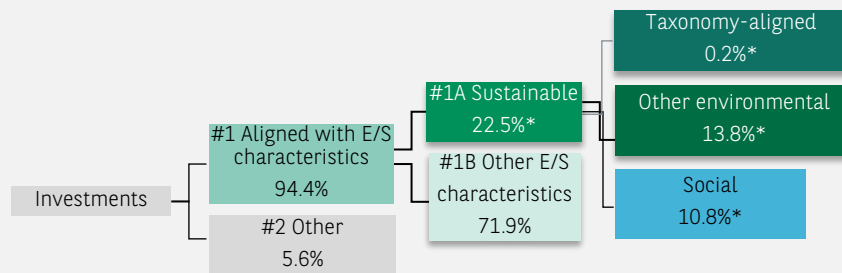 Investments
#1 Aligned with E/S
characteristics
94.4%
#2 Other
5.6%
#1A Sustainable
22.5%*
#1B Other E/S
characteristics
71.9%
Taxonomy-aligned
0.2%*
Other environmental
13.8%*
Social
10.8%*